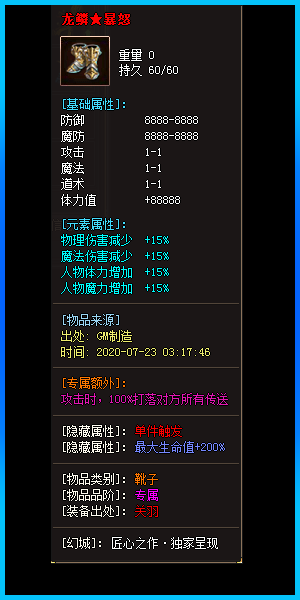 龙鳞★暴怒
重量 0
持久 60/60
[基础属性]:
防御 8888-8888
魔防 8888-8888
攻击 1-1
魔法 1-1
道术 1-1
体力值 +88888
[元素属性]:
物理伤害减少 +15%
魔法伤害减少 +15%
人物体力增加 +15%
人物魔力增加 +15%
[物品来源]
出处: GM制造
时间: 2020-07-23 03:17:46
[专属额外]:
攻击时，100%打落对方所有传送
[隐藏属性]: 单件触发
[隐藏属性]: 最大生命值+200%
[物品类别]: 靴子
[物品品阶]: 专属
[装备出处]: 关羽
[幻城]: 匠心之作·独家呈现